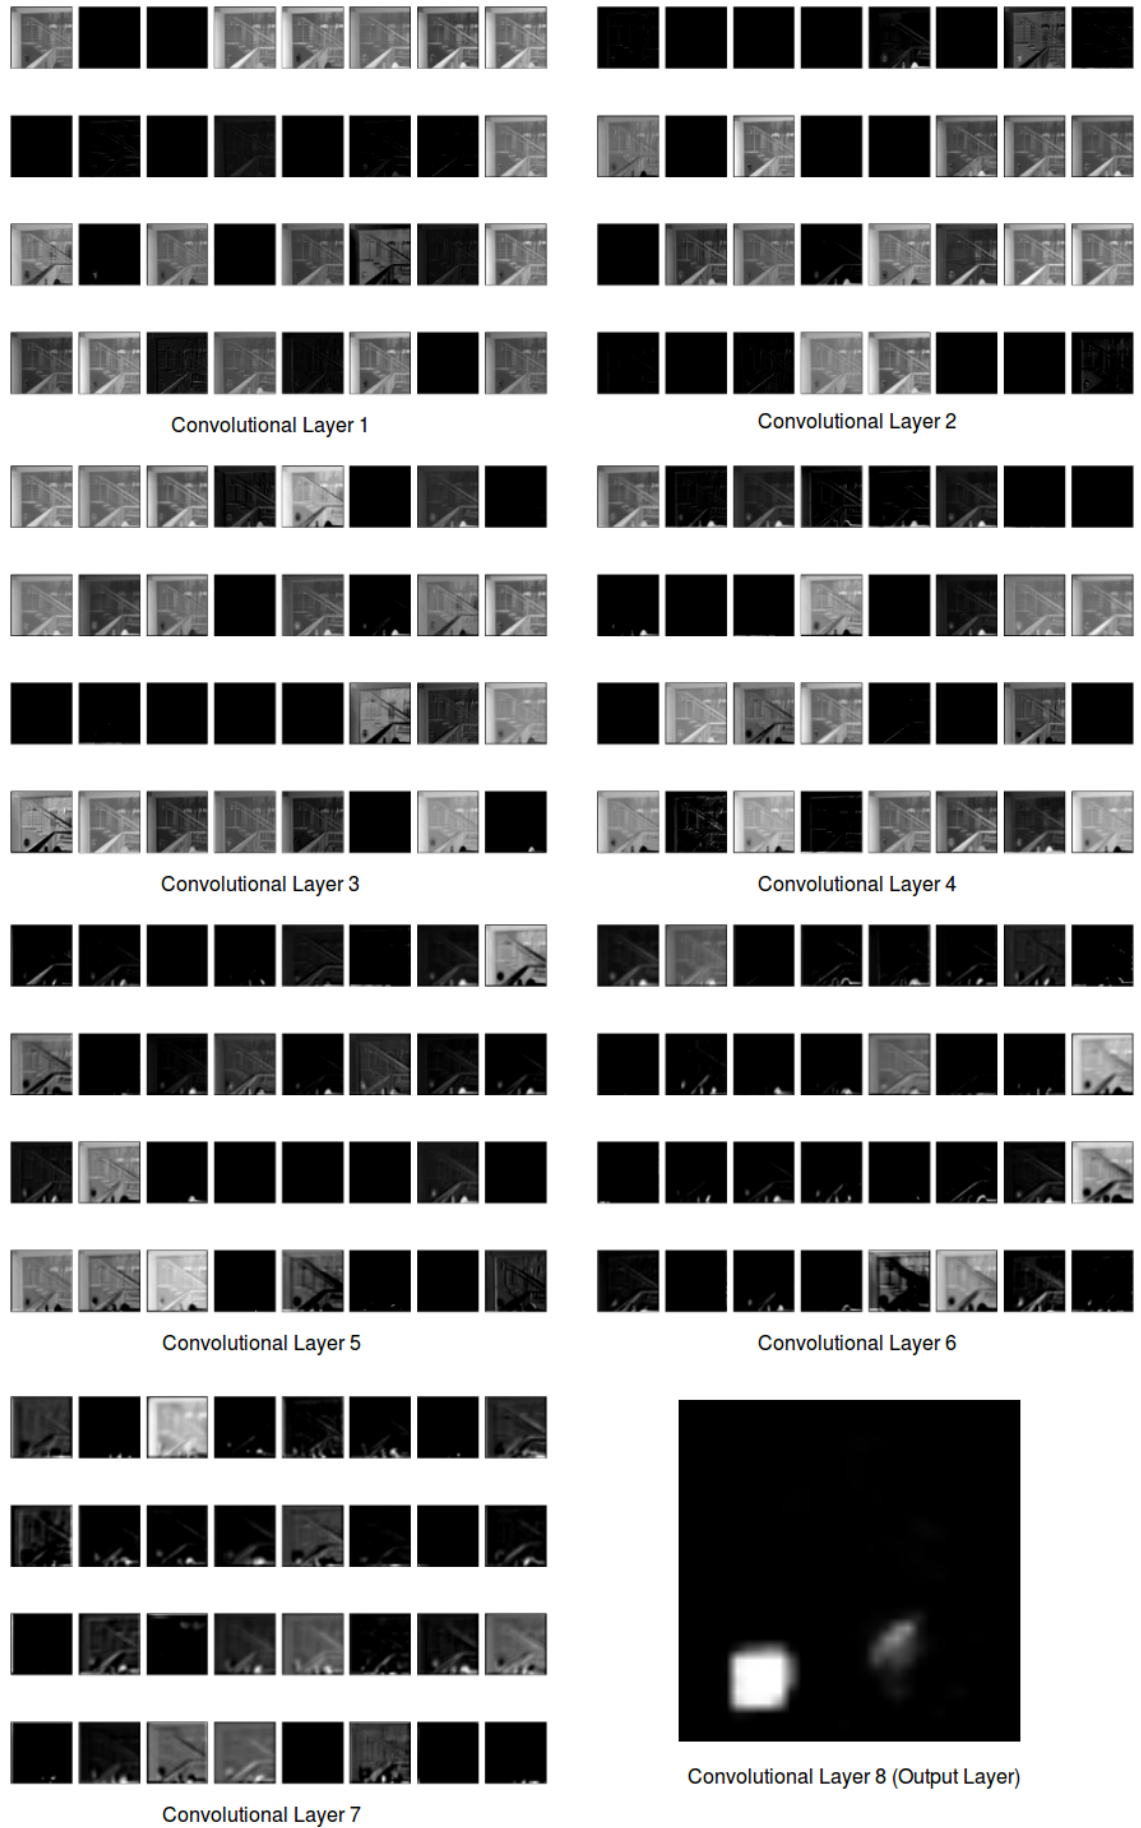 Convolutional Layer 1
Convolutional Layer 2
Convolutional Layer 3
Convolutional Layer 4
Convolutional Layer 5
Convolutional Layer 6
Convolutional Layer 7
Convolutional Layer 8 (Output Layer)